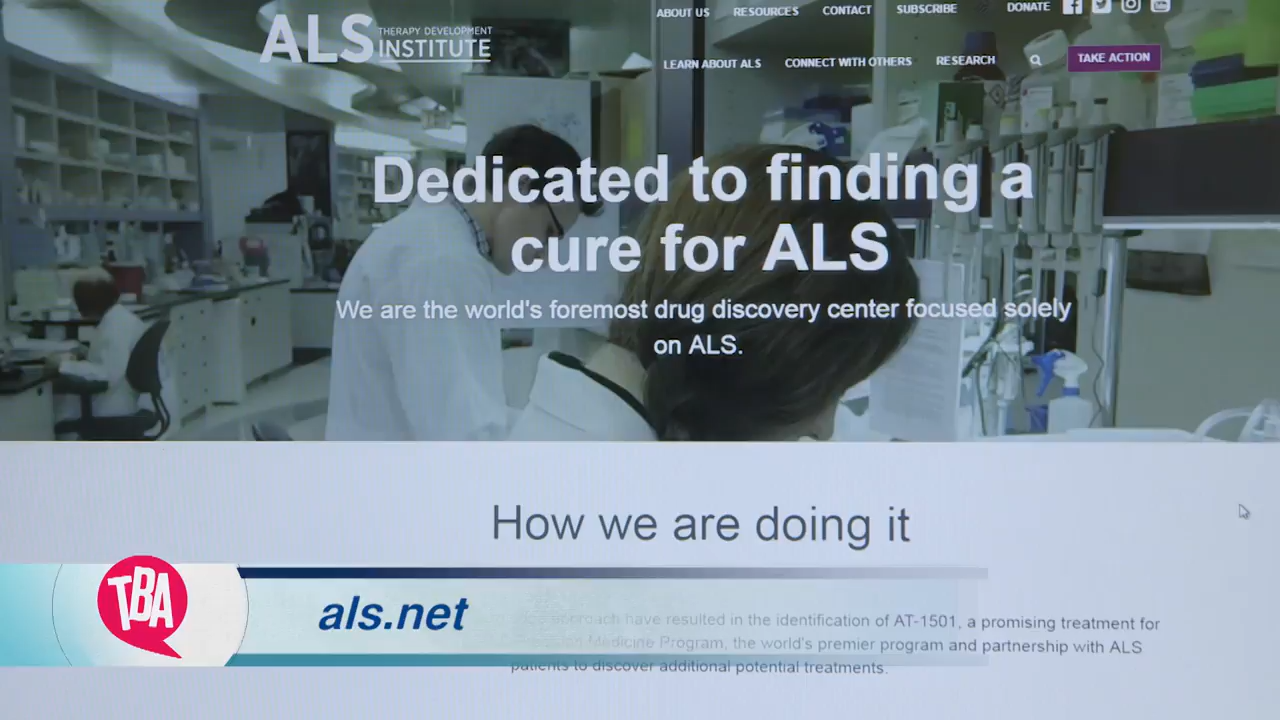 ALS THERAPY DEVELOPMENT INSTITUTE
ABOUT US RESOURCES CONTACT SUBSCRIBE DONATE
LEARN ABOUT ALS CONNECT WITH OTHERS RESEARCH TAKE ACTION
Dedicated to finding a
cure for ALS
We are the world's foremost drug discovery center focused solely
on ALS.
How we are doing it
approach have resulted in the identification of AT-1501, a promising treatment for
Medicine Program, the world's premier program and partnership with ALS
patients to discover additional potential treatments.
TBA
als.net